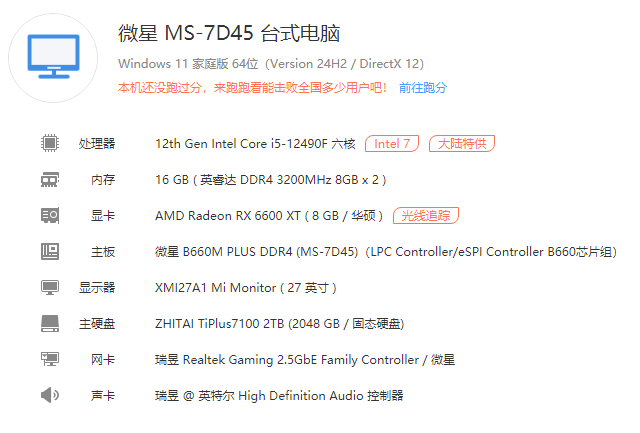 微星 MS-7D45 台式电脑
Windows 11 家庭版 64位（Version 24H2 / DirectX 12）
本机还没跑过分，来跑跑看能击败全国多少用户吧！ 前往跑分
处理器 12th Gen Intel Core i5-12490F 六核 Intel 7 大陆特供
内存 16 GB ( 英睿达 DDR4 3200MHz 8GB x 2 )
显卡 AMD Radeon RX 6600 XT ( 8 GB / 华硕 ) 光线追踪
主板 微星 B660M PLUS DDR4 (MS-7D45)（LPC Controller/eSPI Controller B660芯片组)
显示器 XMI27A1 Mi Monitor ( 27 英寸 )
主硬盘 ZHITAI TiPlus7100 2TB (2048 GB / 固态硬盘)
网卡 瑞昱 Realtek Gaming 2.5GbE Family Controller / 微星
声卡 瑞昱 @ 英特尔 High Definition Audio 控制器